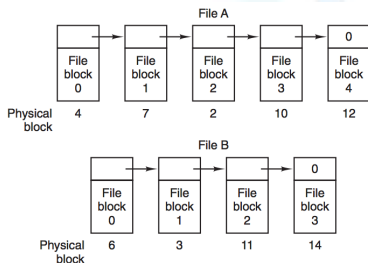 File A
0
File block 0
File block 1
File block 2
File block 3
File block 4
Physical block 4 7 2 10 12
File B
0
File block 0
File block 1
File block 2
File block 3
Physical block 6 3 11 14